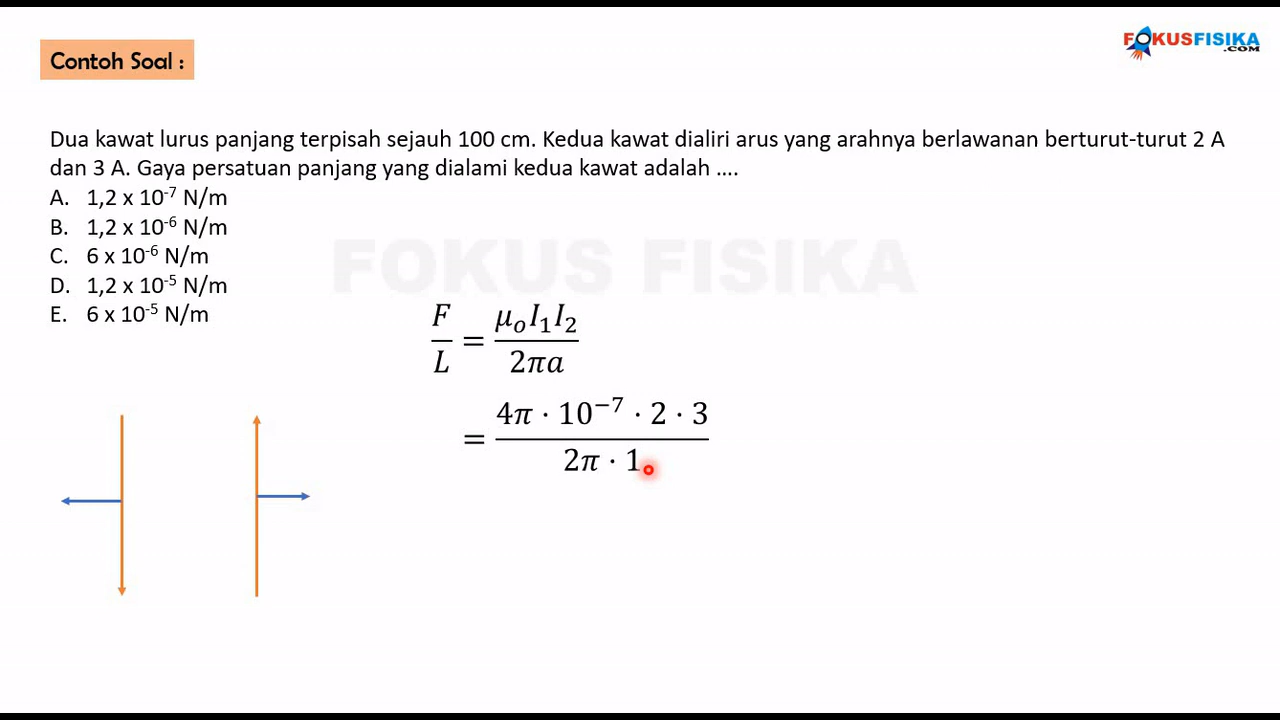 FOKUSFISIKA
.COM
Contoh Soal :
Dua kawat lurus panjang terpisah sejauh 100 cm. Kedua kawat dialiri arus yang arahnya berlawanan berturut-turut 2 A
dan 3 A. Gaya persatuan panjang yang dialami kedua kawat adalah ....
A. 1,2 x 10⁻⁷ N/m
B. 1,2 x 10⁻⁶ N/m
C. 6 x 10⁻⁶ N/m
D. 1,2 x 10⁻⁵ N/m
E. 6 x 10⁻⁵ N/m
FOKUS FISIKA
F/L = μₒI₁I₂/2πa
= 4π · 10⁻⁷ · 2 · 3/2π · 1